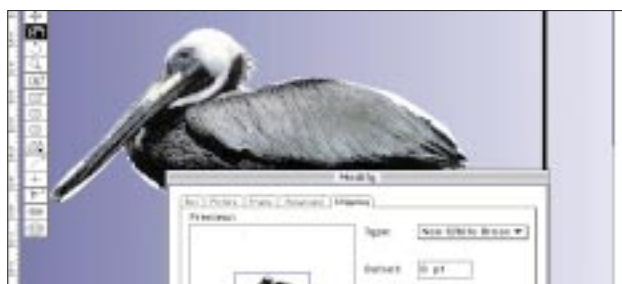 Modify
Box Picture Frame Runaround Clipping
Preview:
Type: Non-White Areas
Outset: 0 pt